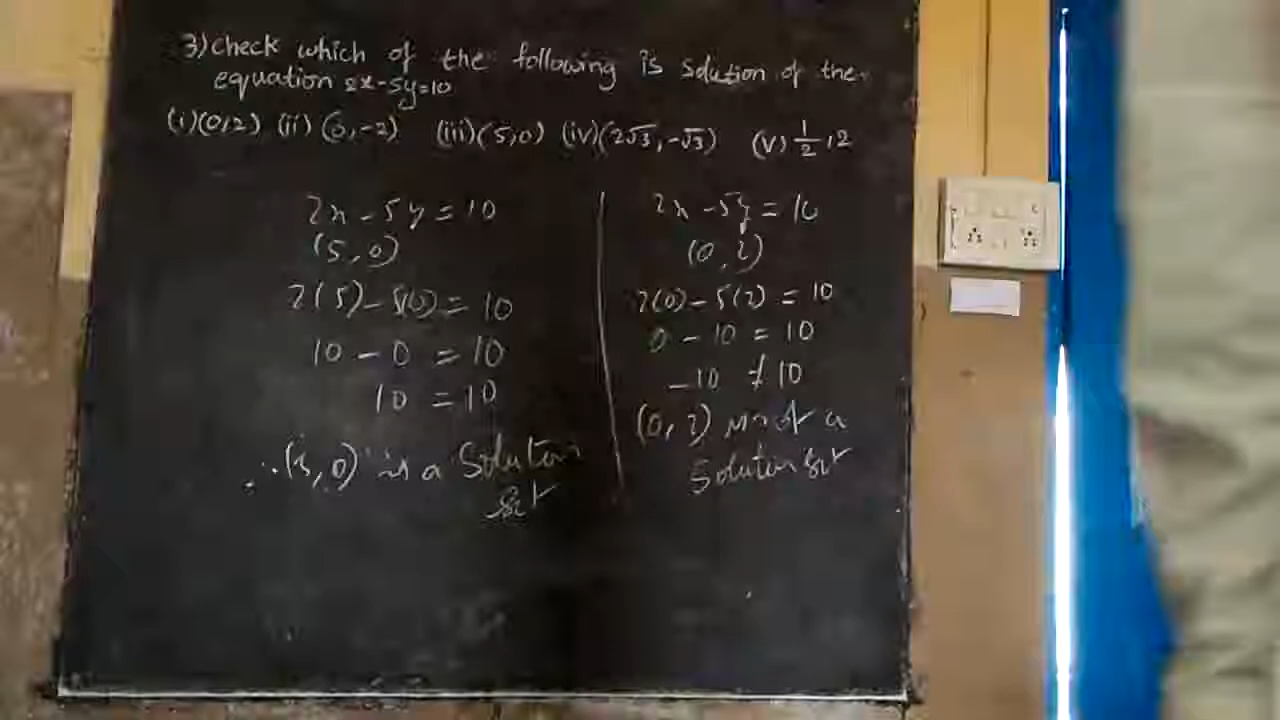 3) Check which of the following is solution of the
equation 2x-5y=10
(i)(0,2) (ii)(0,-2) (iii)(5,0) (iv)(2√3,-√3) (v) 1/2,2
2x-5y=10
(5,0)
2(5)-5(0)=10
10-0=10
10=10
∴(5,0) is a Solution
Set
2x-5y=10
(0,2)
2(0)-5(2)=10
0-10=10
-10≠10
(0,2) is not a
Solution Set